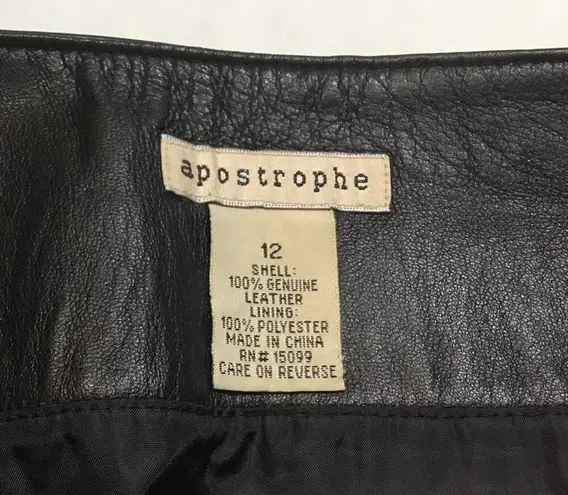 apostrophe
12
SHELL:
100% GENUINE
LEATHER
LINING:
100% POLYESTER
MADE IN CHINA
RN# 15099
CARE ON REVERSE